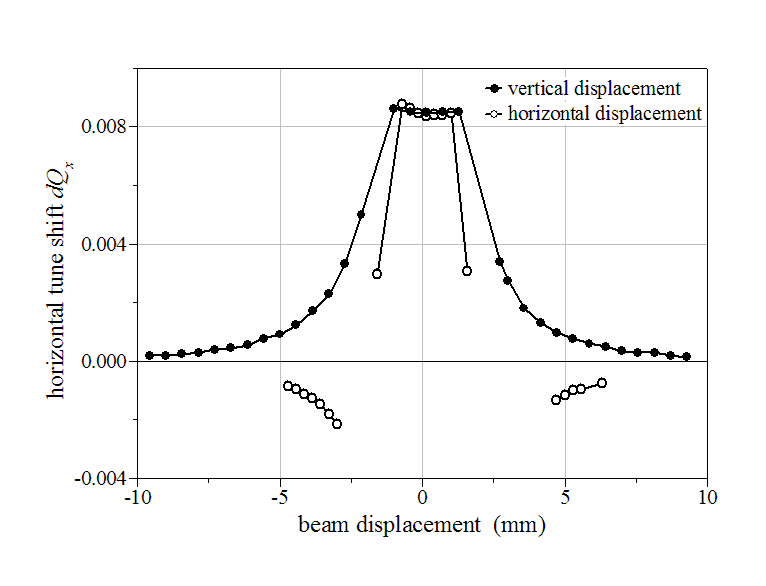 vertical displacement
horizontal displacement
horizontal tune shift dQx
0.008
0.004
0.000
-0.004
-10
-5
0
5
10
beam displacement (mm)